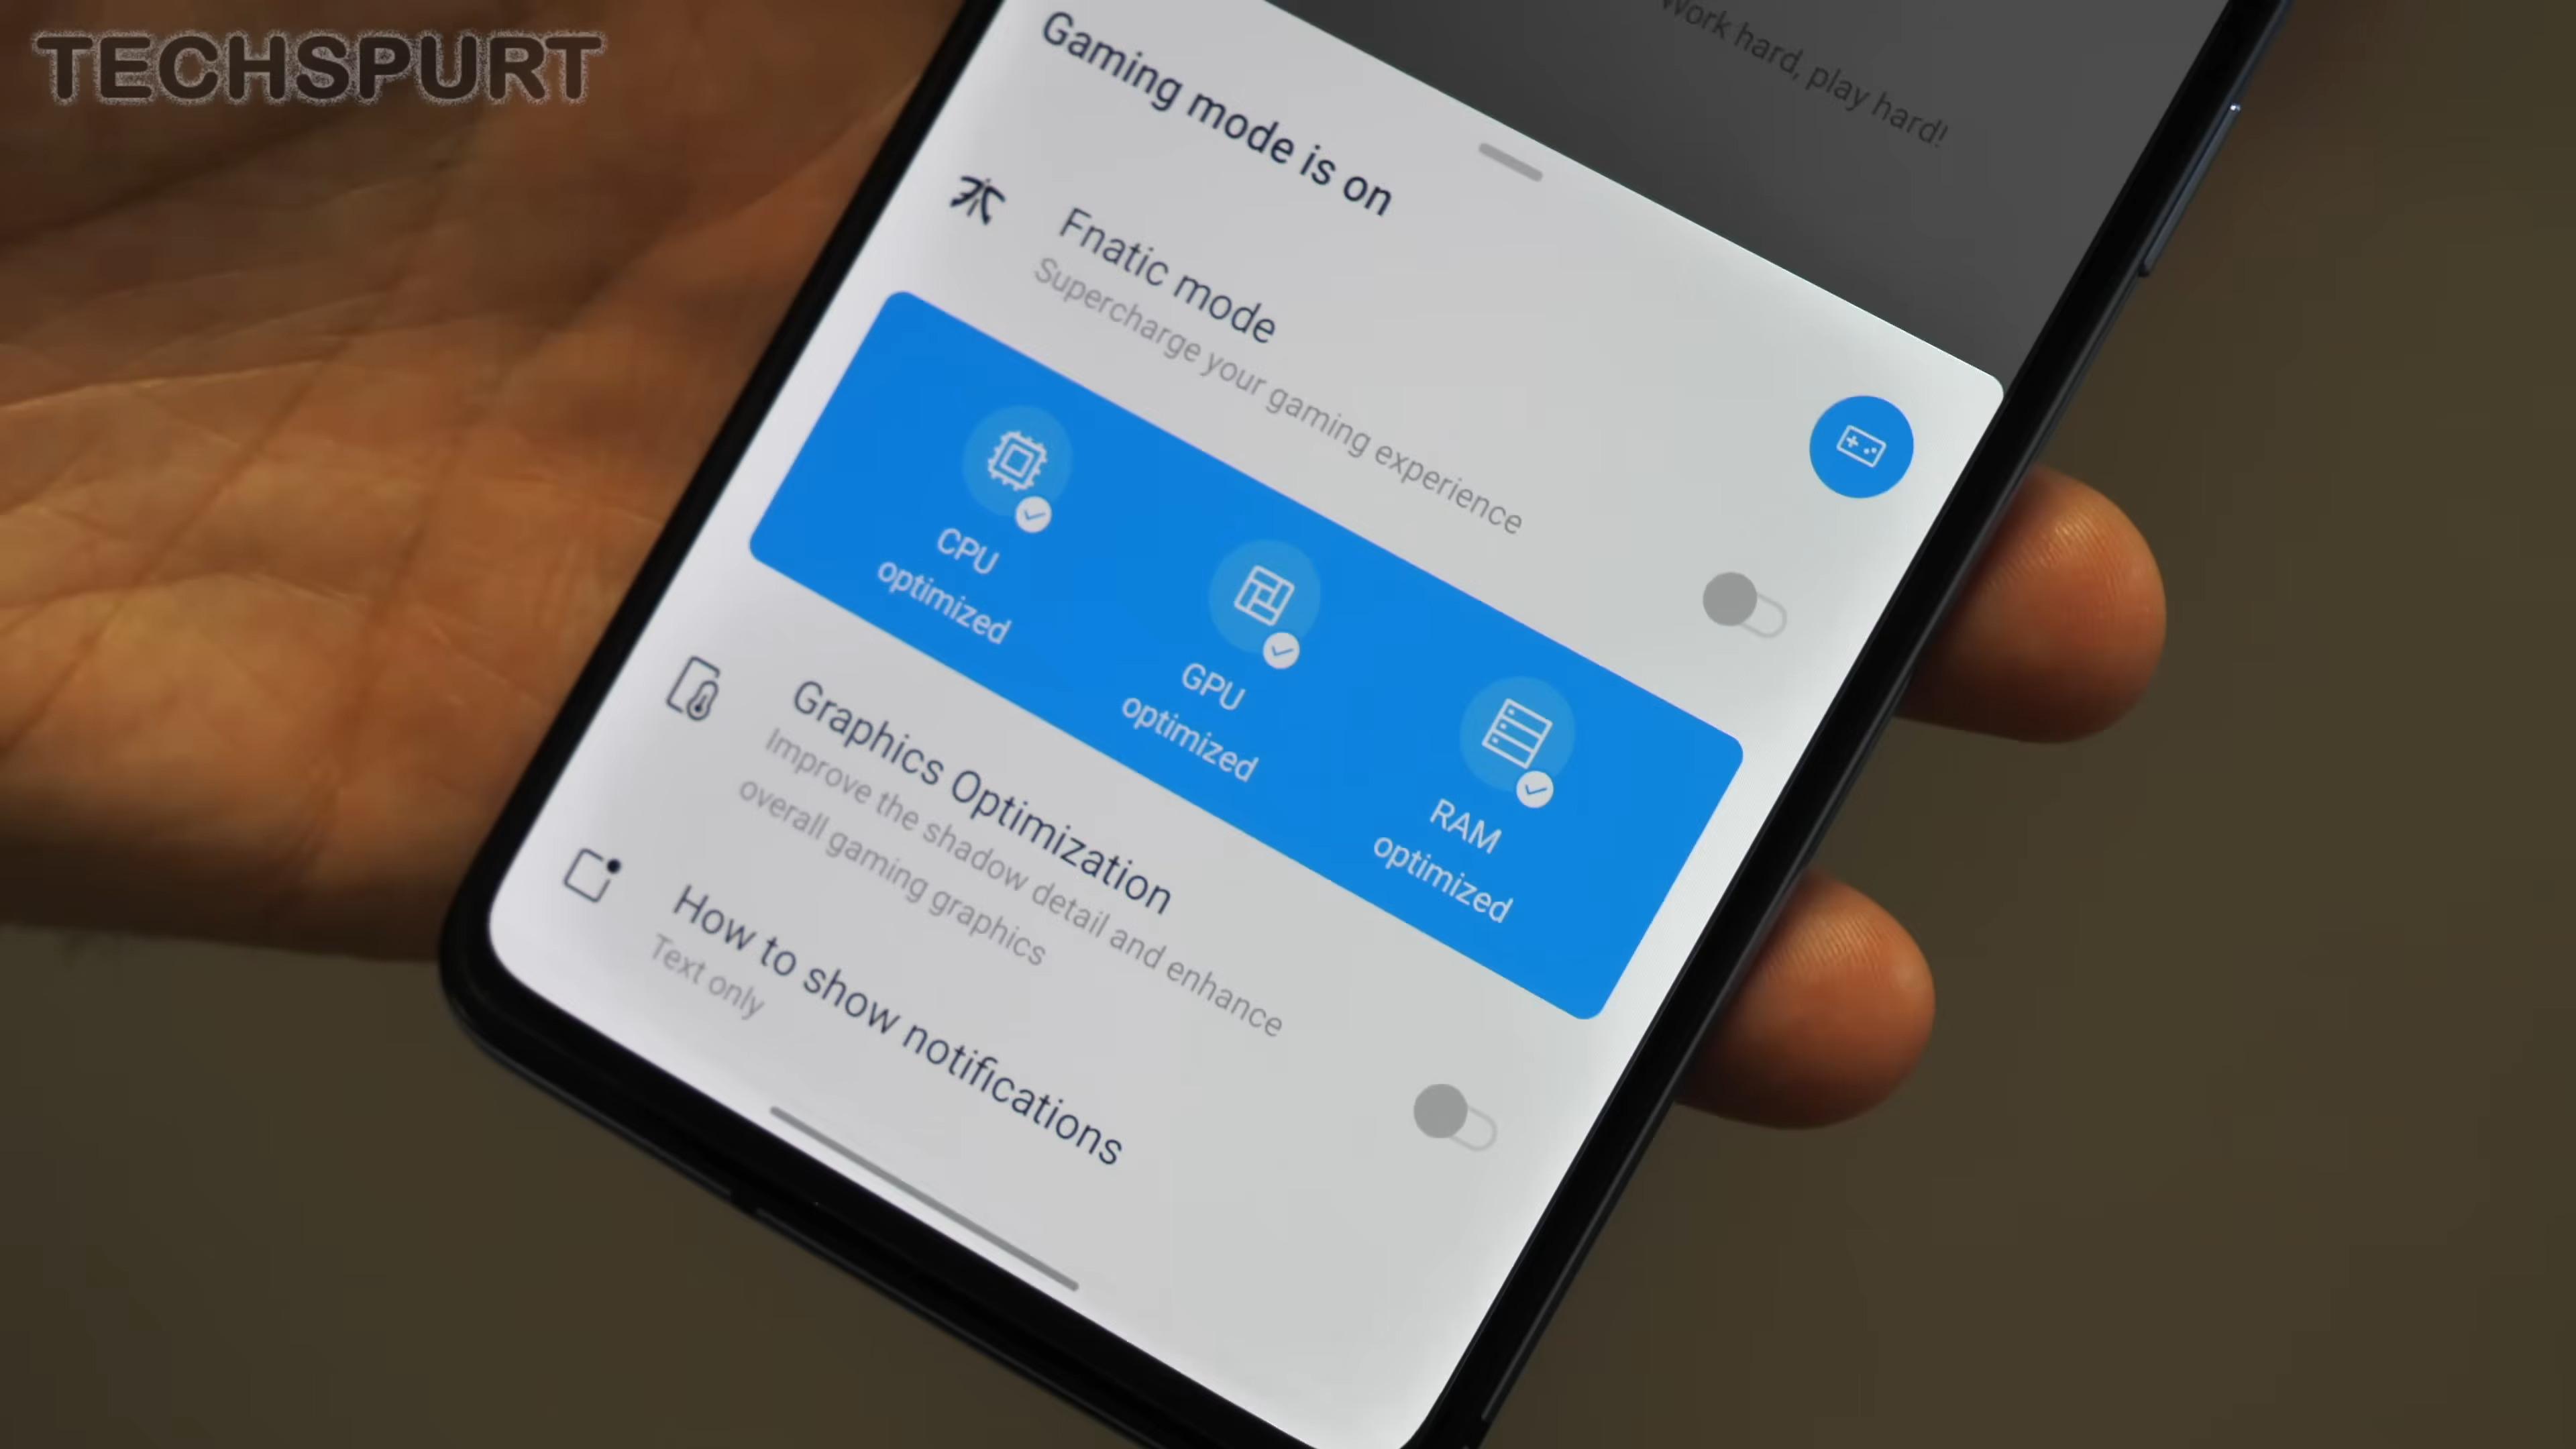 TECHSPURT
Work hard, play hard!
Gaming mode is on
Fnatic mode
Supercharge your gaming experience
CPU
optimized
GPU
optimized
RAM
optimized
Graphics Optimization
Improve the shadow detail and enhance
overall gaming graphics
How to show notifications
Text only